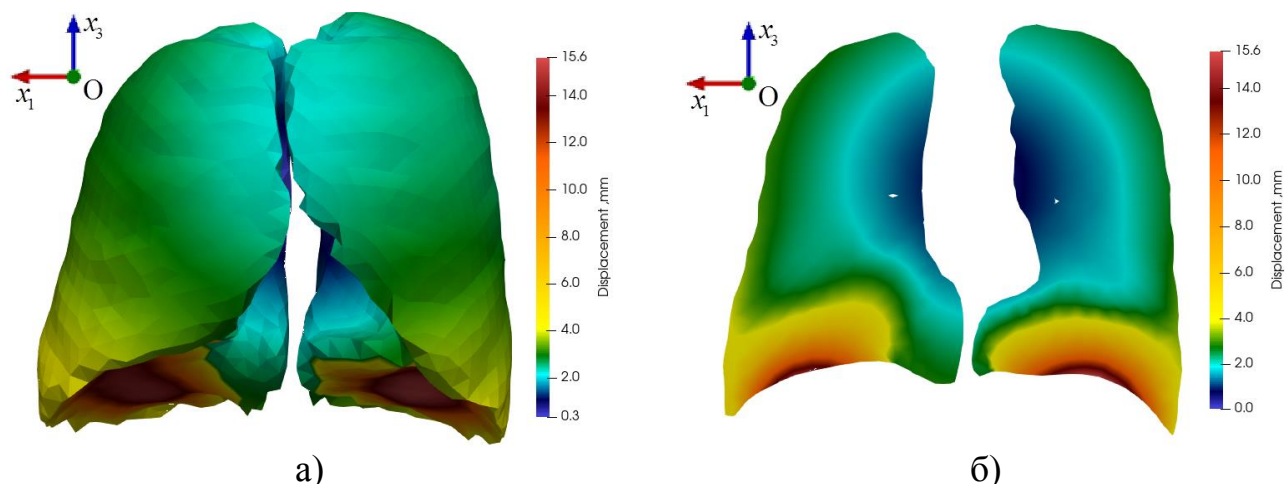 x₃
x₁
O
15.6
14.0
12.0
10.0
8.0
6.0
4.0
2.0
0.3
Displacement ,mm
а)
x₃
x₁
O
15.6
14.0
12.0
10.0
8.0
6.0
4.0
2.0
0.0
Displacement ,mm
б)